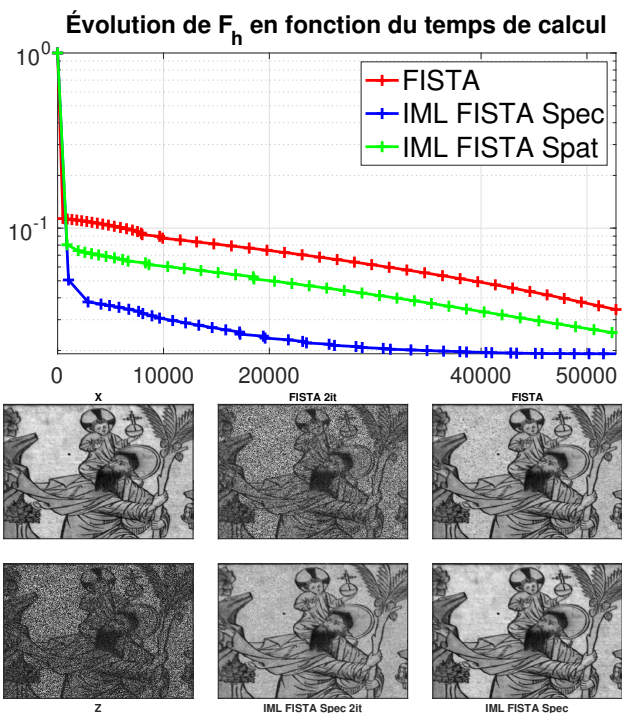 Évolution de F_h en fonction du temps de calcul
10^0
FISTA
IML FISTA Spec
IML FISTA Spat
10^-1
0 10000 20000 40000 50000
X FISTA 2it FISTA
Z IML FISTA Spec 2it IML FISTA Spec